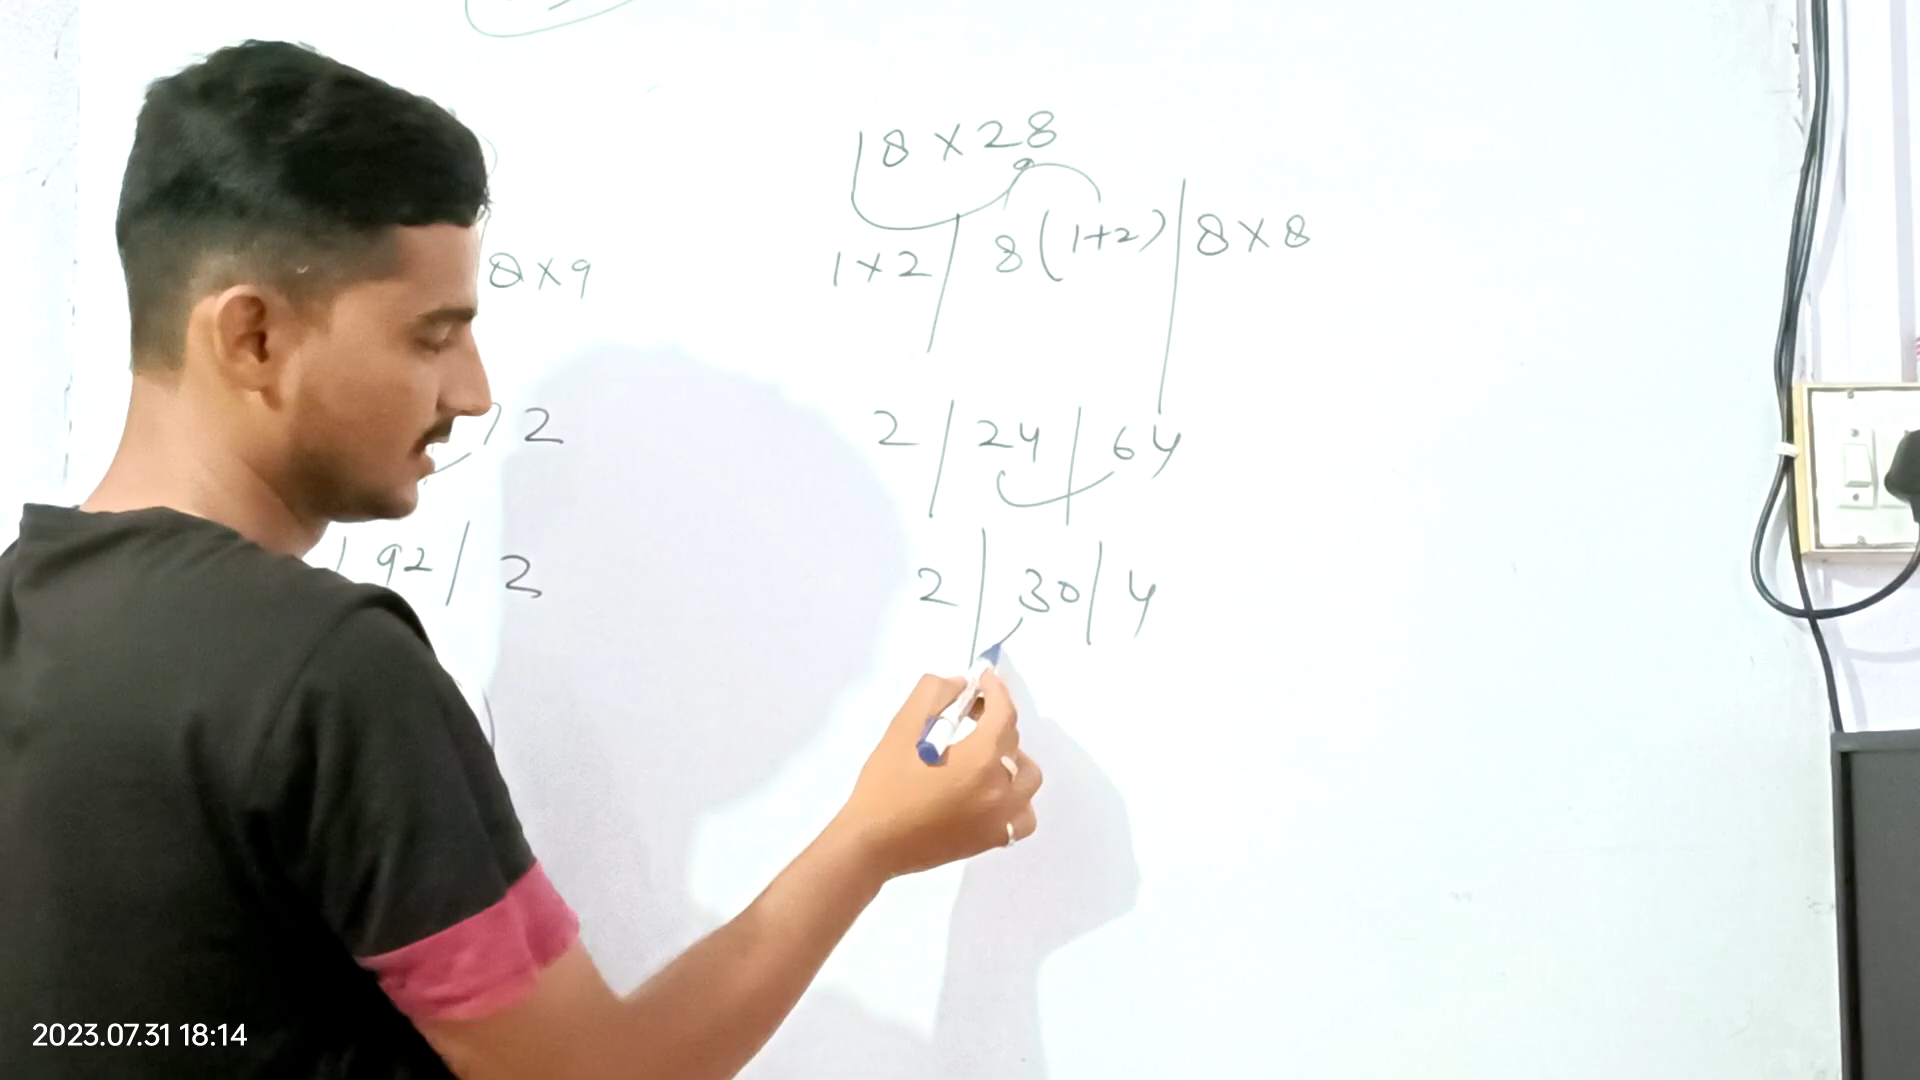 18 × 28
1 × 2 / 8 (1+2) | 8 × 8
8 × 9
2 / 24 / 64
2
2 / 30 / 4
/ 92 / 2
2023.07.31 18:14